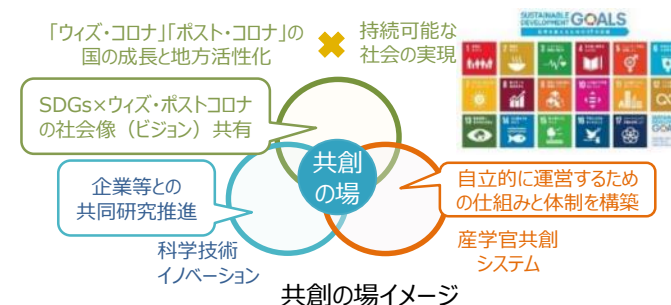 「ウィズ・コロナ」「ポスト・コロナ」の
国の成長と地方活性化
持続可能な
社会の実現
SUSTAINABLE
DEVELOPMENT
GOALS
SDGs×ウィズ・ポストコロナ
の社会像（ビジョン）共有
共創
の場
企業等との
共同研究推進
自立的に運営するため
の仕組みと体制を構築
科学技術
イノベーション
産学官共創
システム
共創の場イメージ